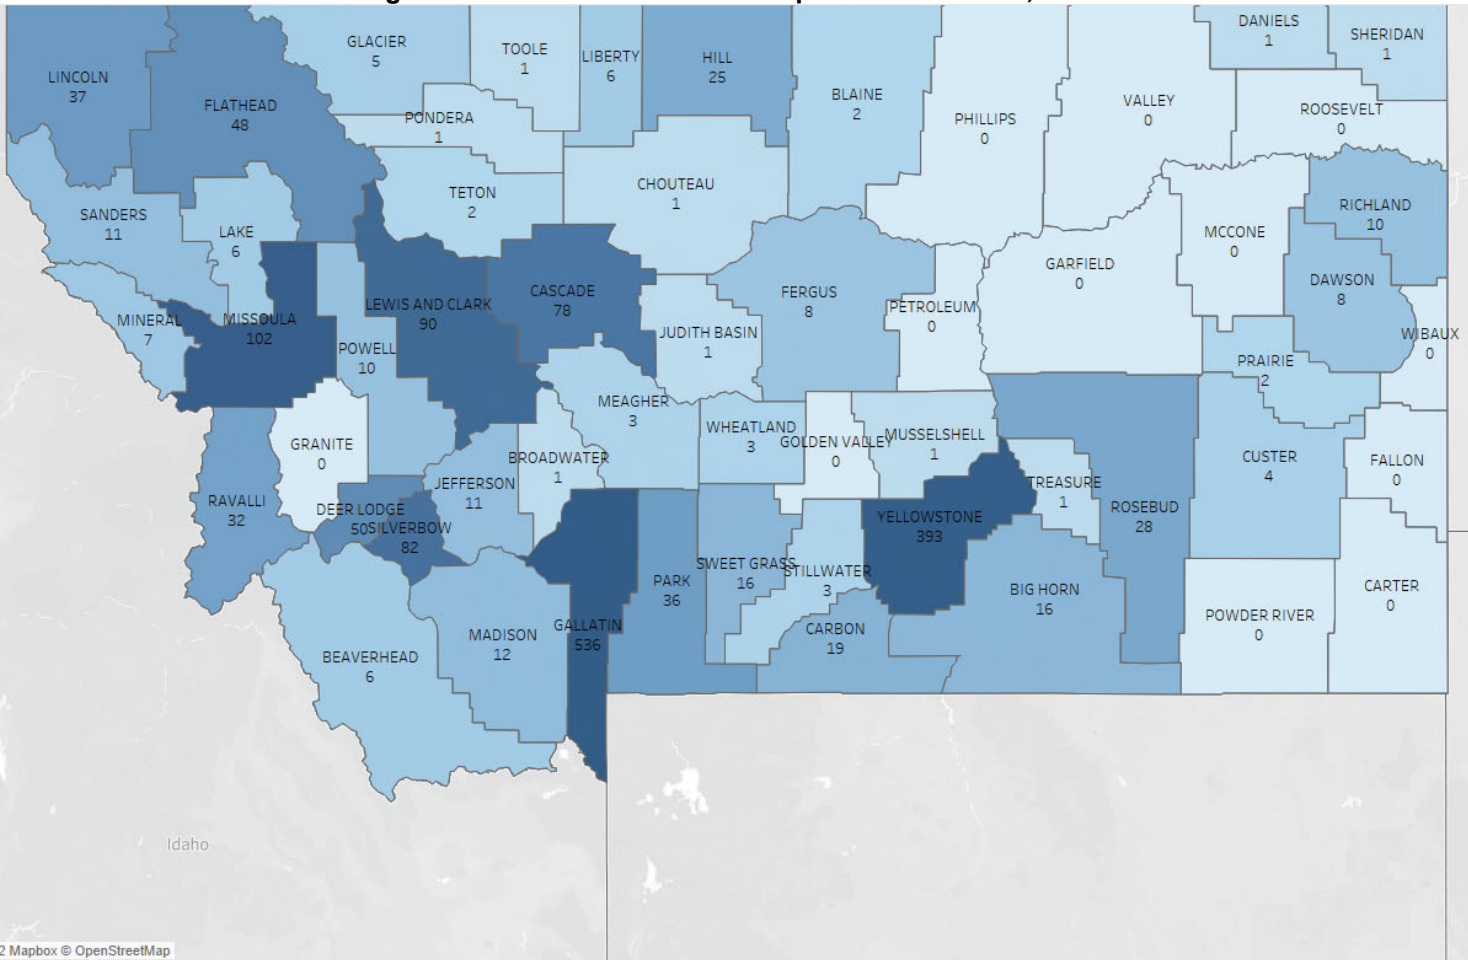 GLACIER
5
TOOLE
1
LIBERTY
6
HILL
25
DANIELS
1
SHERIDAN
1
LINCOLN
37
FLATHEAD
48
PONDERA
1
BLAINE
2
PHILLIPS
0
VALLEY
0
ROOSEVELT
0
TETON
2
CHOUTEAU
1
SANDERS
11
LAKE
6
MCCONE
0
RICHLAND
10
GARFIELD
0
DAWSON
8
MINERAL
7
MISSOULA
102
LEWIS AND CLARK
90
CASCADE
78
FERGUS
8
PETROLEUM
0
JUDITH BASIN
1
WIBAUX
0
POWELL
10
PRAIRIE
2
MEAGHER
3
WHEATLAND
3
GOLDEN VALLEY
0
MUSSELSHELL
1
GRANITE
0
BROADWATER
1
CUSTER
4
FALLON
0
JEFFERSON
11
TREASURE
1
RAVALLI
32
DEER LODGE
50
SILVERBOW
82
YELLOWSTONE
393
ROSEBUD
28
SWEET GRASS
16
STILLWATER
3
PARK
36
BIG HORN
16
CARTER
0
POWDER RIVER
0
GALLATIN
536
CARBON
19
MADISON
12
BEAVERHEAD
6
Idaho
2 Mapbox © OpenStreetMap